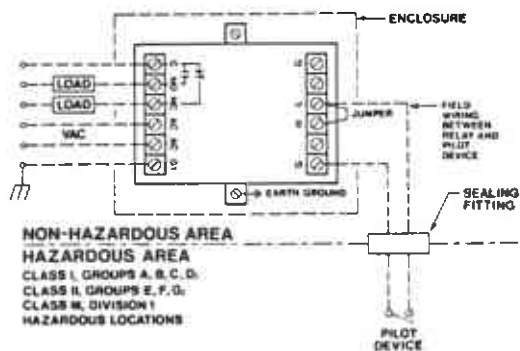 ENCLOSURE
LOAD
LOAD
VAC
JUMPER
FIELD
WIRING
BETWEEN
RELAY AND
PILOT
DEVICE
EARTH GROUND
SEALING
FITTING
NON-HAZARDOUS AREA
HAZARDOUS AREA
CLASS I, GROUPS A, B, C, D;
CLASS II, GROUPS E, F, G;
CLASS III, DIVISION 1
HAZARDOUS LOCATIONS
PILOT
DEVICE